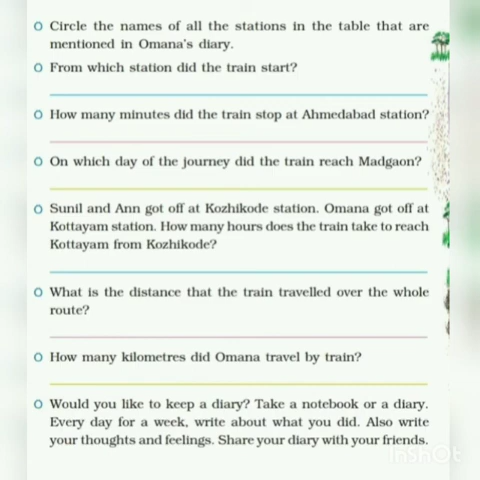 O Circle the names of all the stations in the table that are
mentioned in Omana's diary.
O From which station did the train start?
O How many minutes did the train stop at Ahmedabad station?
O On which day of the journey did the train reach Madgaon?
O Sunil and Ann got off at Kozhikode station. Omana got off at
Kottayam station. How many hours does the train take to reach
Kottayam from Kozhikode?
O What is the distance that the train travelled over the whole
route?
O How many kilometres did Omana travel by train?
O Would you like to keep a diary? Take a notebook or a diary.
Every day for a week, write about what you did. Also write
your thoughts and feelings. Share your diary with your friends.
InShOt